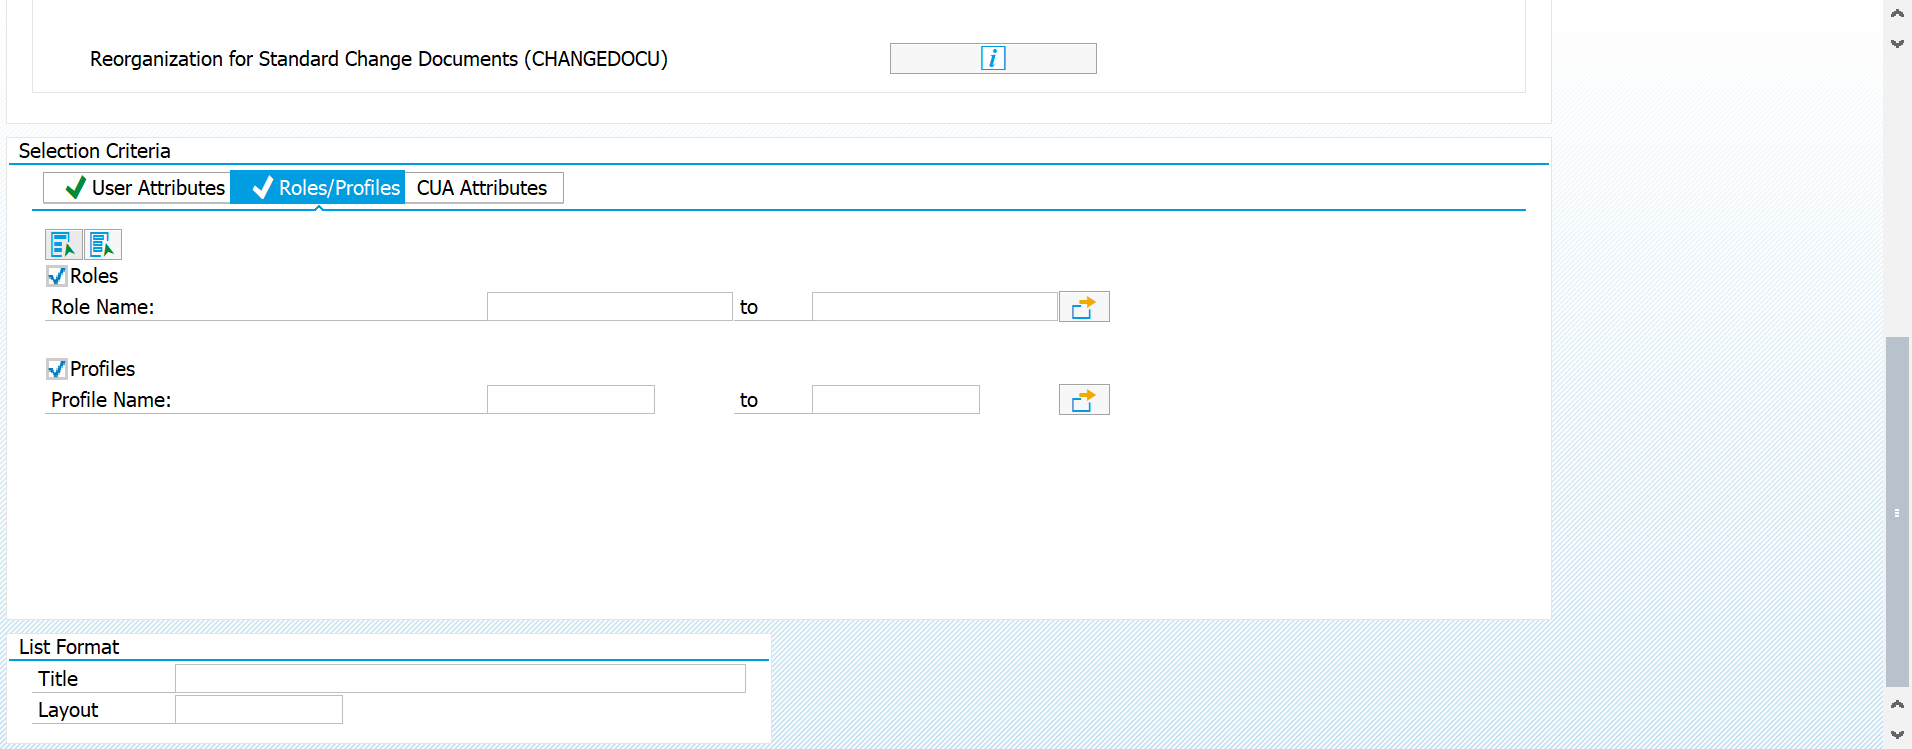 Reorganization for Standard Change Documents (CHANGEDOCU)
Selection Criteria
User Attributes Roles/Profiles CUA Attributes
Roles
Role Name: to
Profiles
Profile Name: to
List Format
Title
Layout